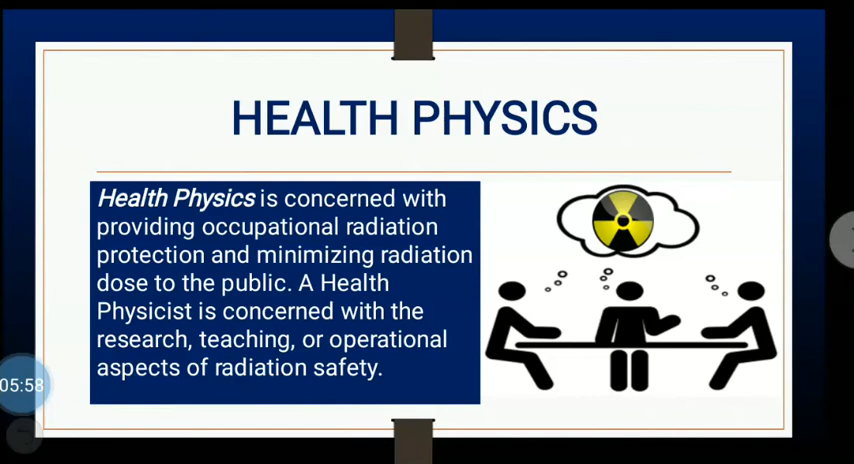 HEALTH PHYSICS
Health Physics is concerned with
providing occupational radiation
protection and minimizing radiation
dose to the public. A Health
Physicist is concerned with the
research, teaching, or operational
aspects of radiation safety.
05:58